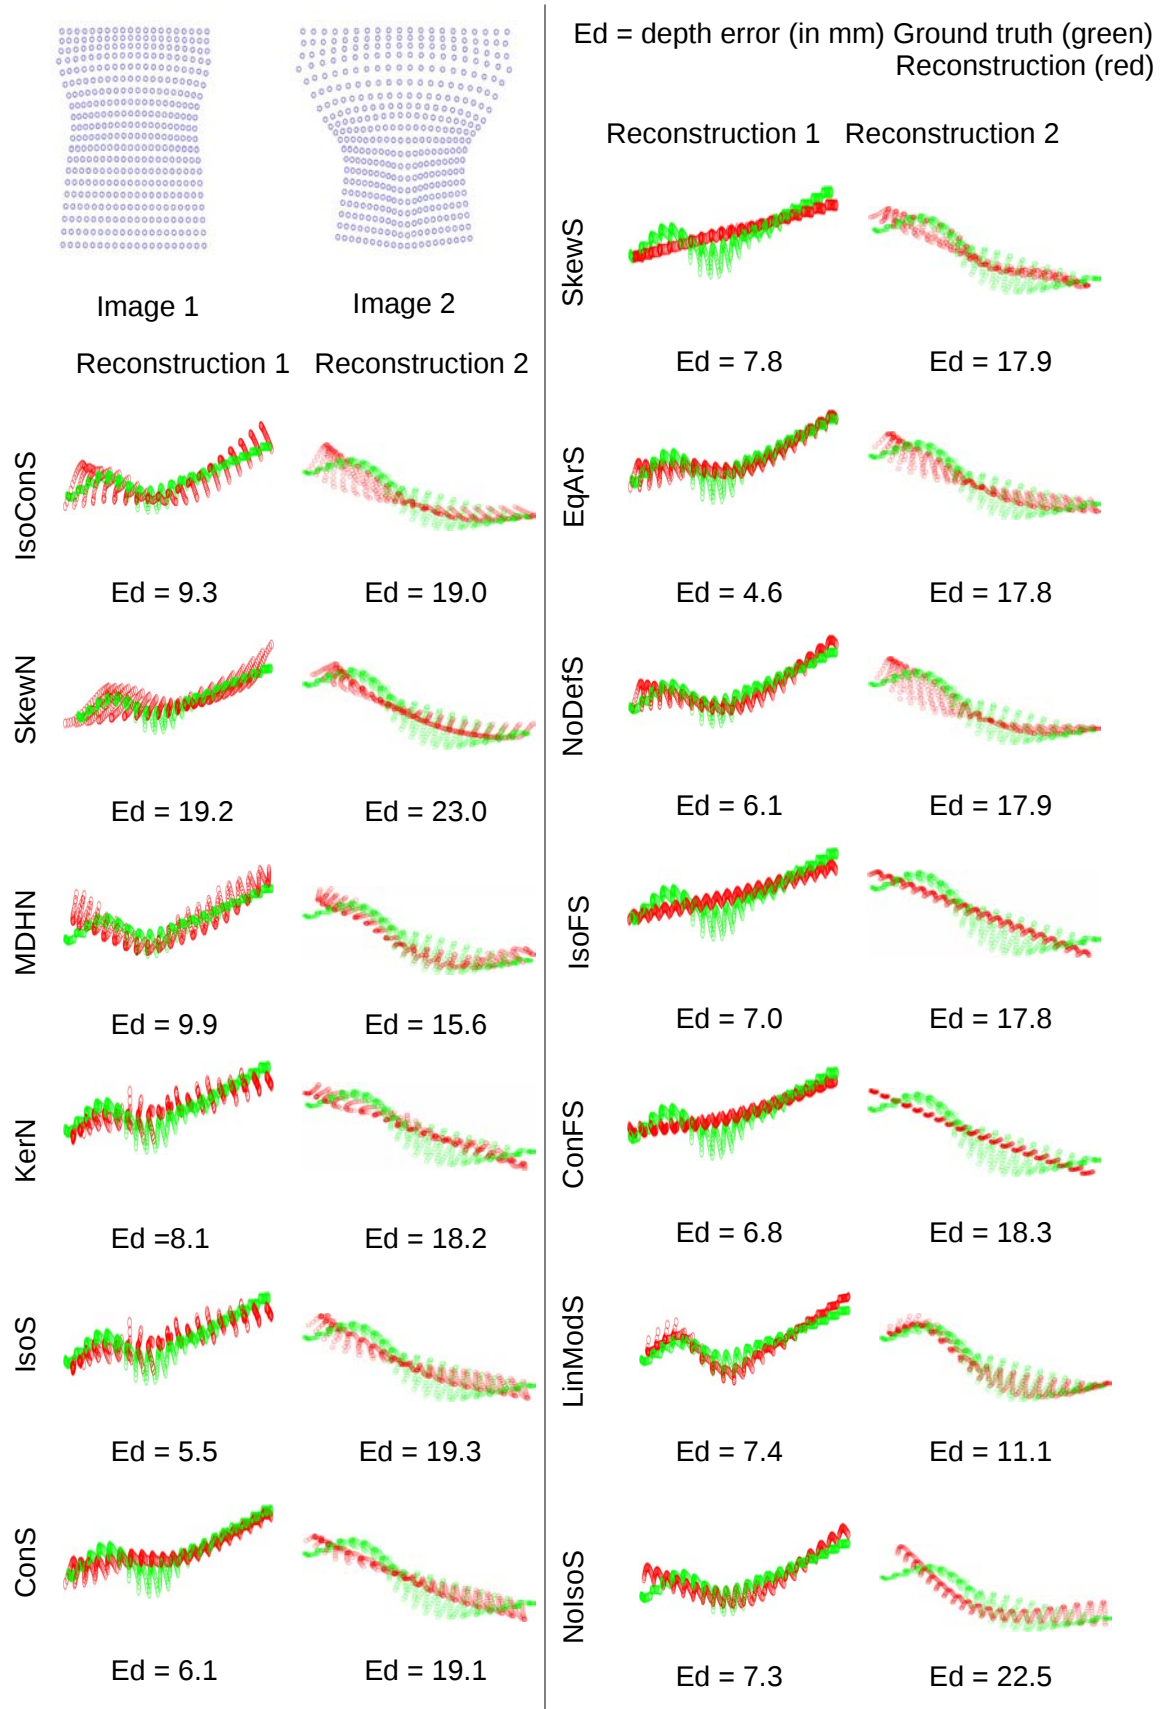 Image 1
Image 2
Reconstruction 1 Reconstruction 2
IsoConS
Ed = 9.3
Ed = 19.0
SkewN
Ed = 19.2
Ed = 23.0
MDHN
Ed = 9.9
Ed = 15.6
KerN
Ed =8.1
Ed = 18.2
IsoS
Ed = 5.5
Ed = 19.3
ConS
Ed = 6.1
Ed = 19.1
Ed = depth error (in mm) Ground truth (green)
Reconstruction (red)
Reconstruction 1 Reconstruction 2
SkewS
Ed = 7.8
Ed = 17.9
EqArS
Ed = 4.6
Ed = 17.8
NoDefS
Ed = 6.1
Ed = 17.9
IsoFS
Ed = 7.0
Ed = 17.8
ConFS
Ed = 6.8
Ed = 18.3
LinModS
Ed = 7.4
Ed = 11.1
NoIsoS
Ed = 7.3
Ed = 22.5